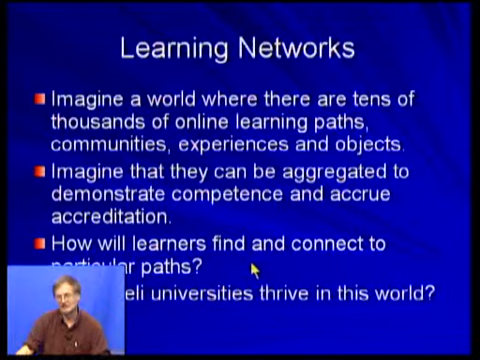 Learning Networks
Imagine a world where there are tens of
thousands of online learning paths,
communities, experiences and objects.
Imagine that they can be aggregated to
demonstrate competence and accrue
accreditation.
How will learners find and connect to
particular paths?
universities thrive in this world?